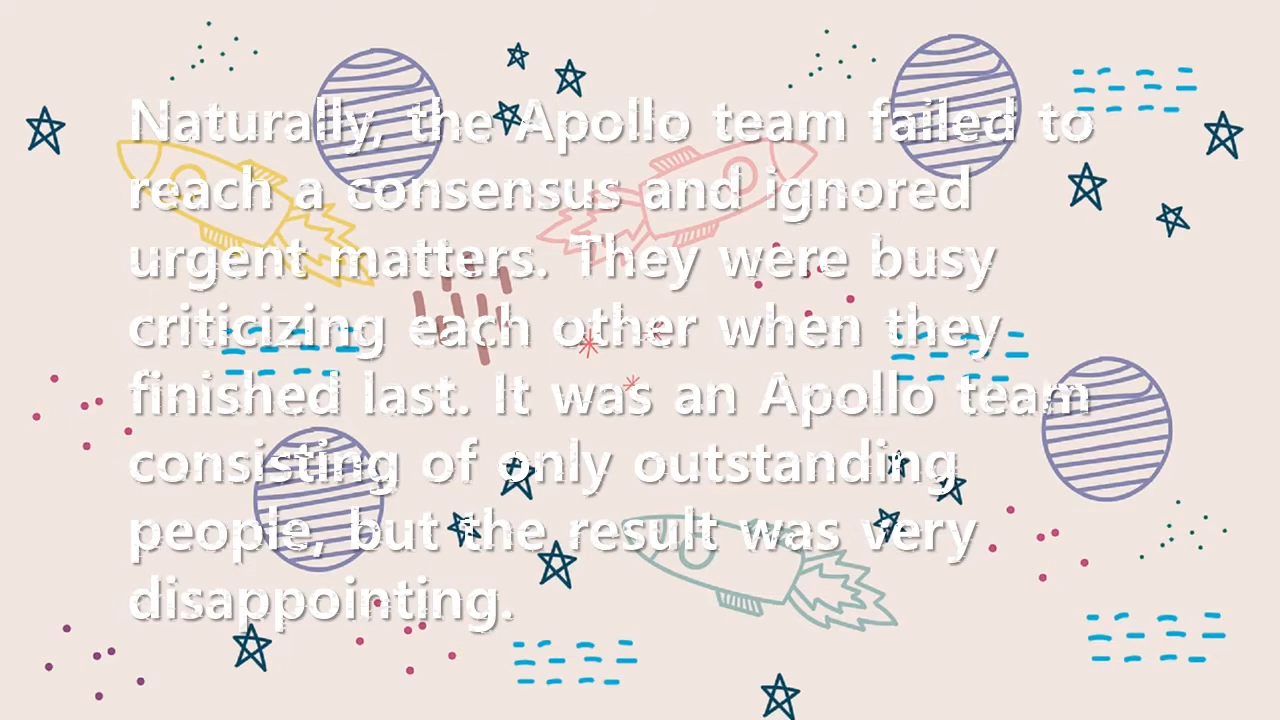 Naturally, the Apollo team failed to
reach a consensus and ignored
urgent matters. They were busy
criticizing each other when they
finished last. It was an Apollo team
consisting of only outstanding
people, but the result was very
disappointing.